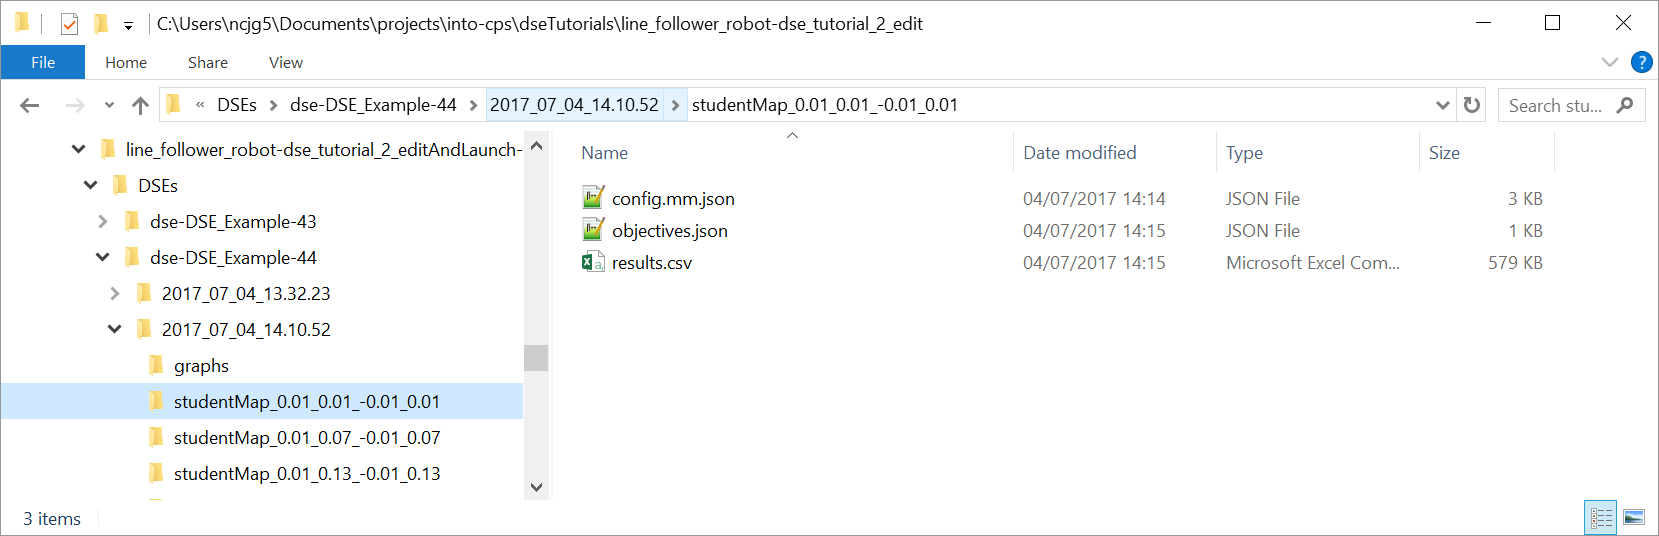 C:\Users\ncjg5\Documents\projects\into-cps\dseTutorials\line_follower_robot-dse_tutorial_2_edit
File Home Share View ?
« DSEs > dse-DSE_Example-44 > 2017_07_04_14.10.52 > studentMap_0.01_0.01_-0.01_0.01 Search stu...
line_follower_robot-dse_tutorial_2_editAndLaunch-
DSEs
dse-DSE_Example-43
dse-DSE_Example-44
2017_07_04_13.32.23
2017_07_04_14.10.52
graphs
studentMap_0.01_0.01_-0.01_0.01
studentMap_0.01_0.07_-0.01_0.07
studentMap_0.01_0.13_-0.01_0.13
Name Date modified Type Size
config.mm.json 04/07/2017 14:14 JSON File 3 KB
objectives.json 04/07/2017 14:15 JSON File 1 KB
results.csv 04/07/2017 14:15 Microsoft Excel Com... 579 KB
3 items